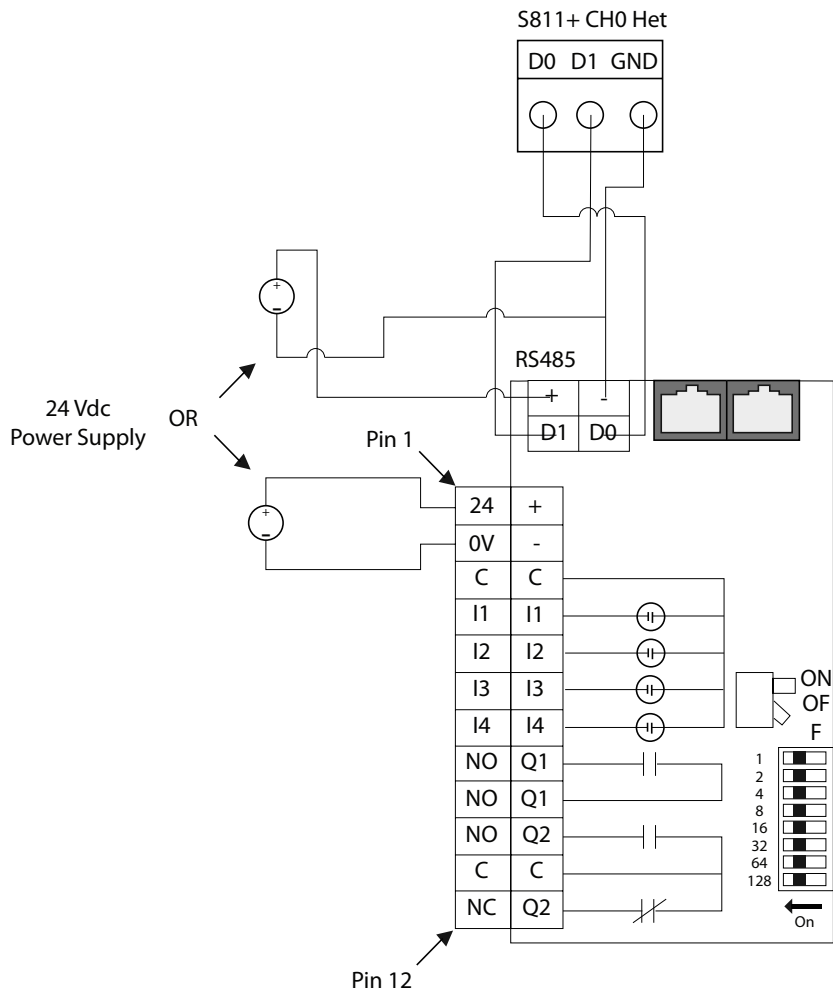 S811+ CH0 Het
D0 D1 GND
+
-
RS485
+ -
D1 D0
24 Vdc
Power Supply
OR
Pin 1
+
-
24 +
0V -
C C
I1 I1
I2 I2
I3 I3
I4 I4
NO Q1
NO Q1
NO Q2
C C
NC Q2
Pin 12
ON
OF
F
1
2
4
8
16
32
64
128
On